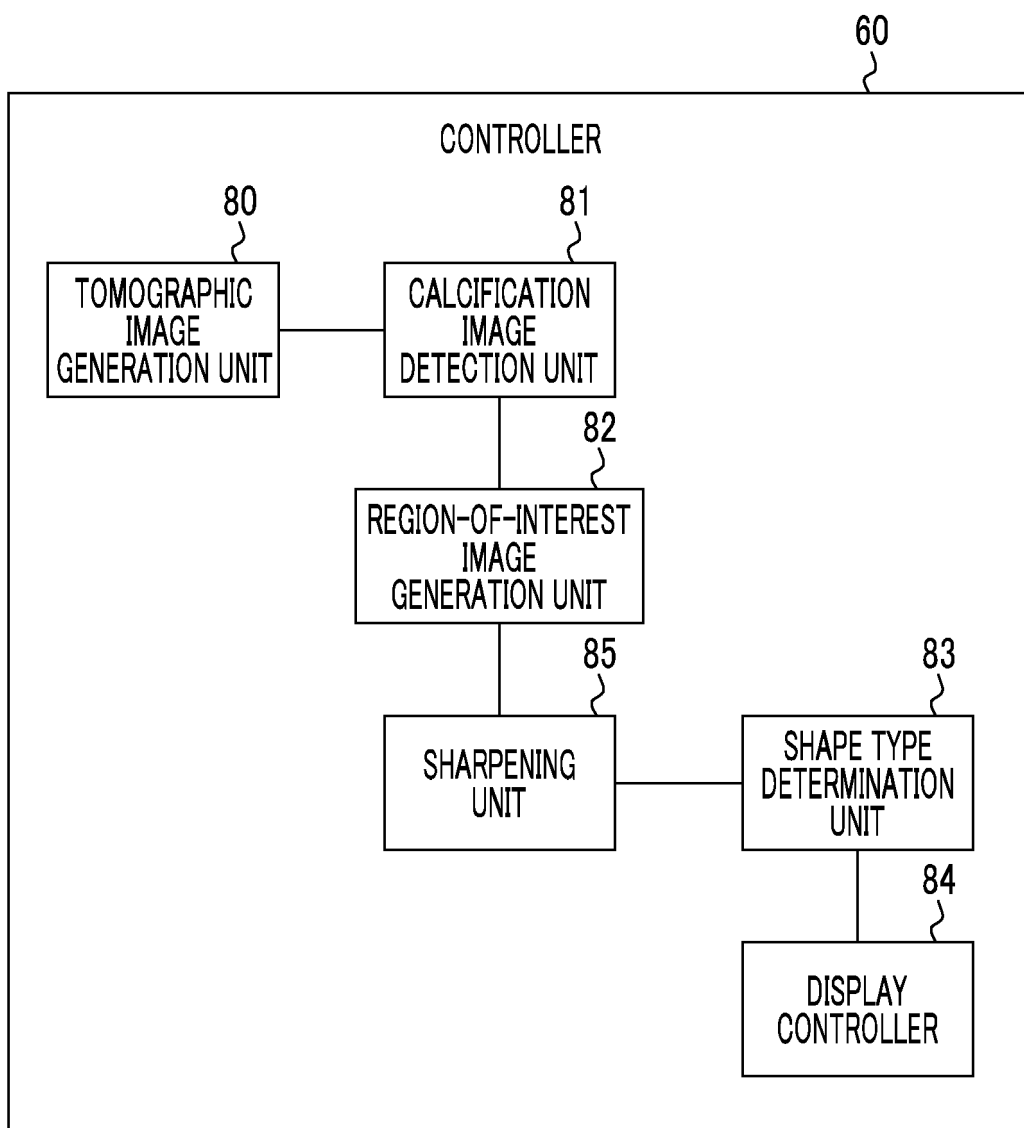 60
CONTROLLER
80
TOMOGRAPHIC
IMAGE
GENERATION UNIT
81
CALCIFICATION
IMAGE
DETECTION UNIT
82
REGION-OF-INTEREST
IMAGE
GENERATION UNIT
85
SHARPENING
UNIT
83
SHAPE TYPE
DETERMINATION
UNIT
84
DISPLAY
CONTROLLER